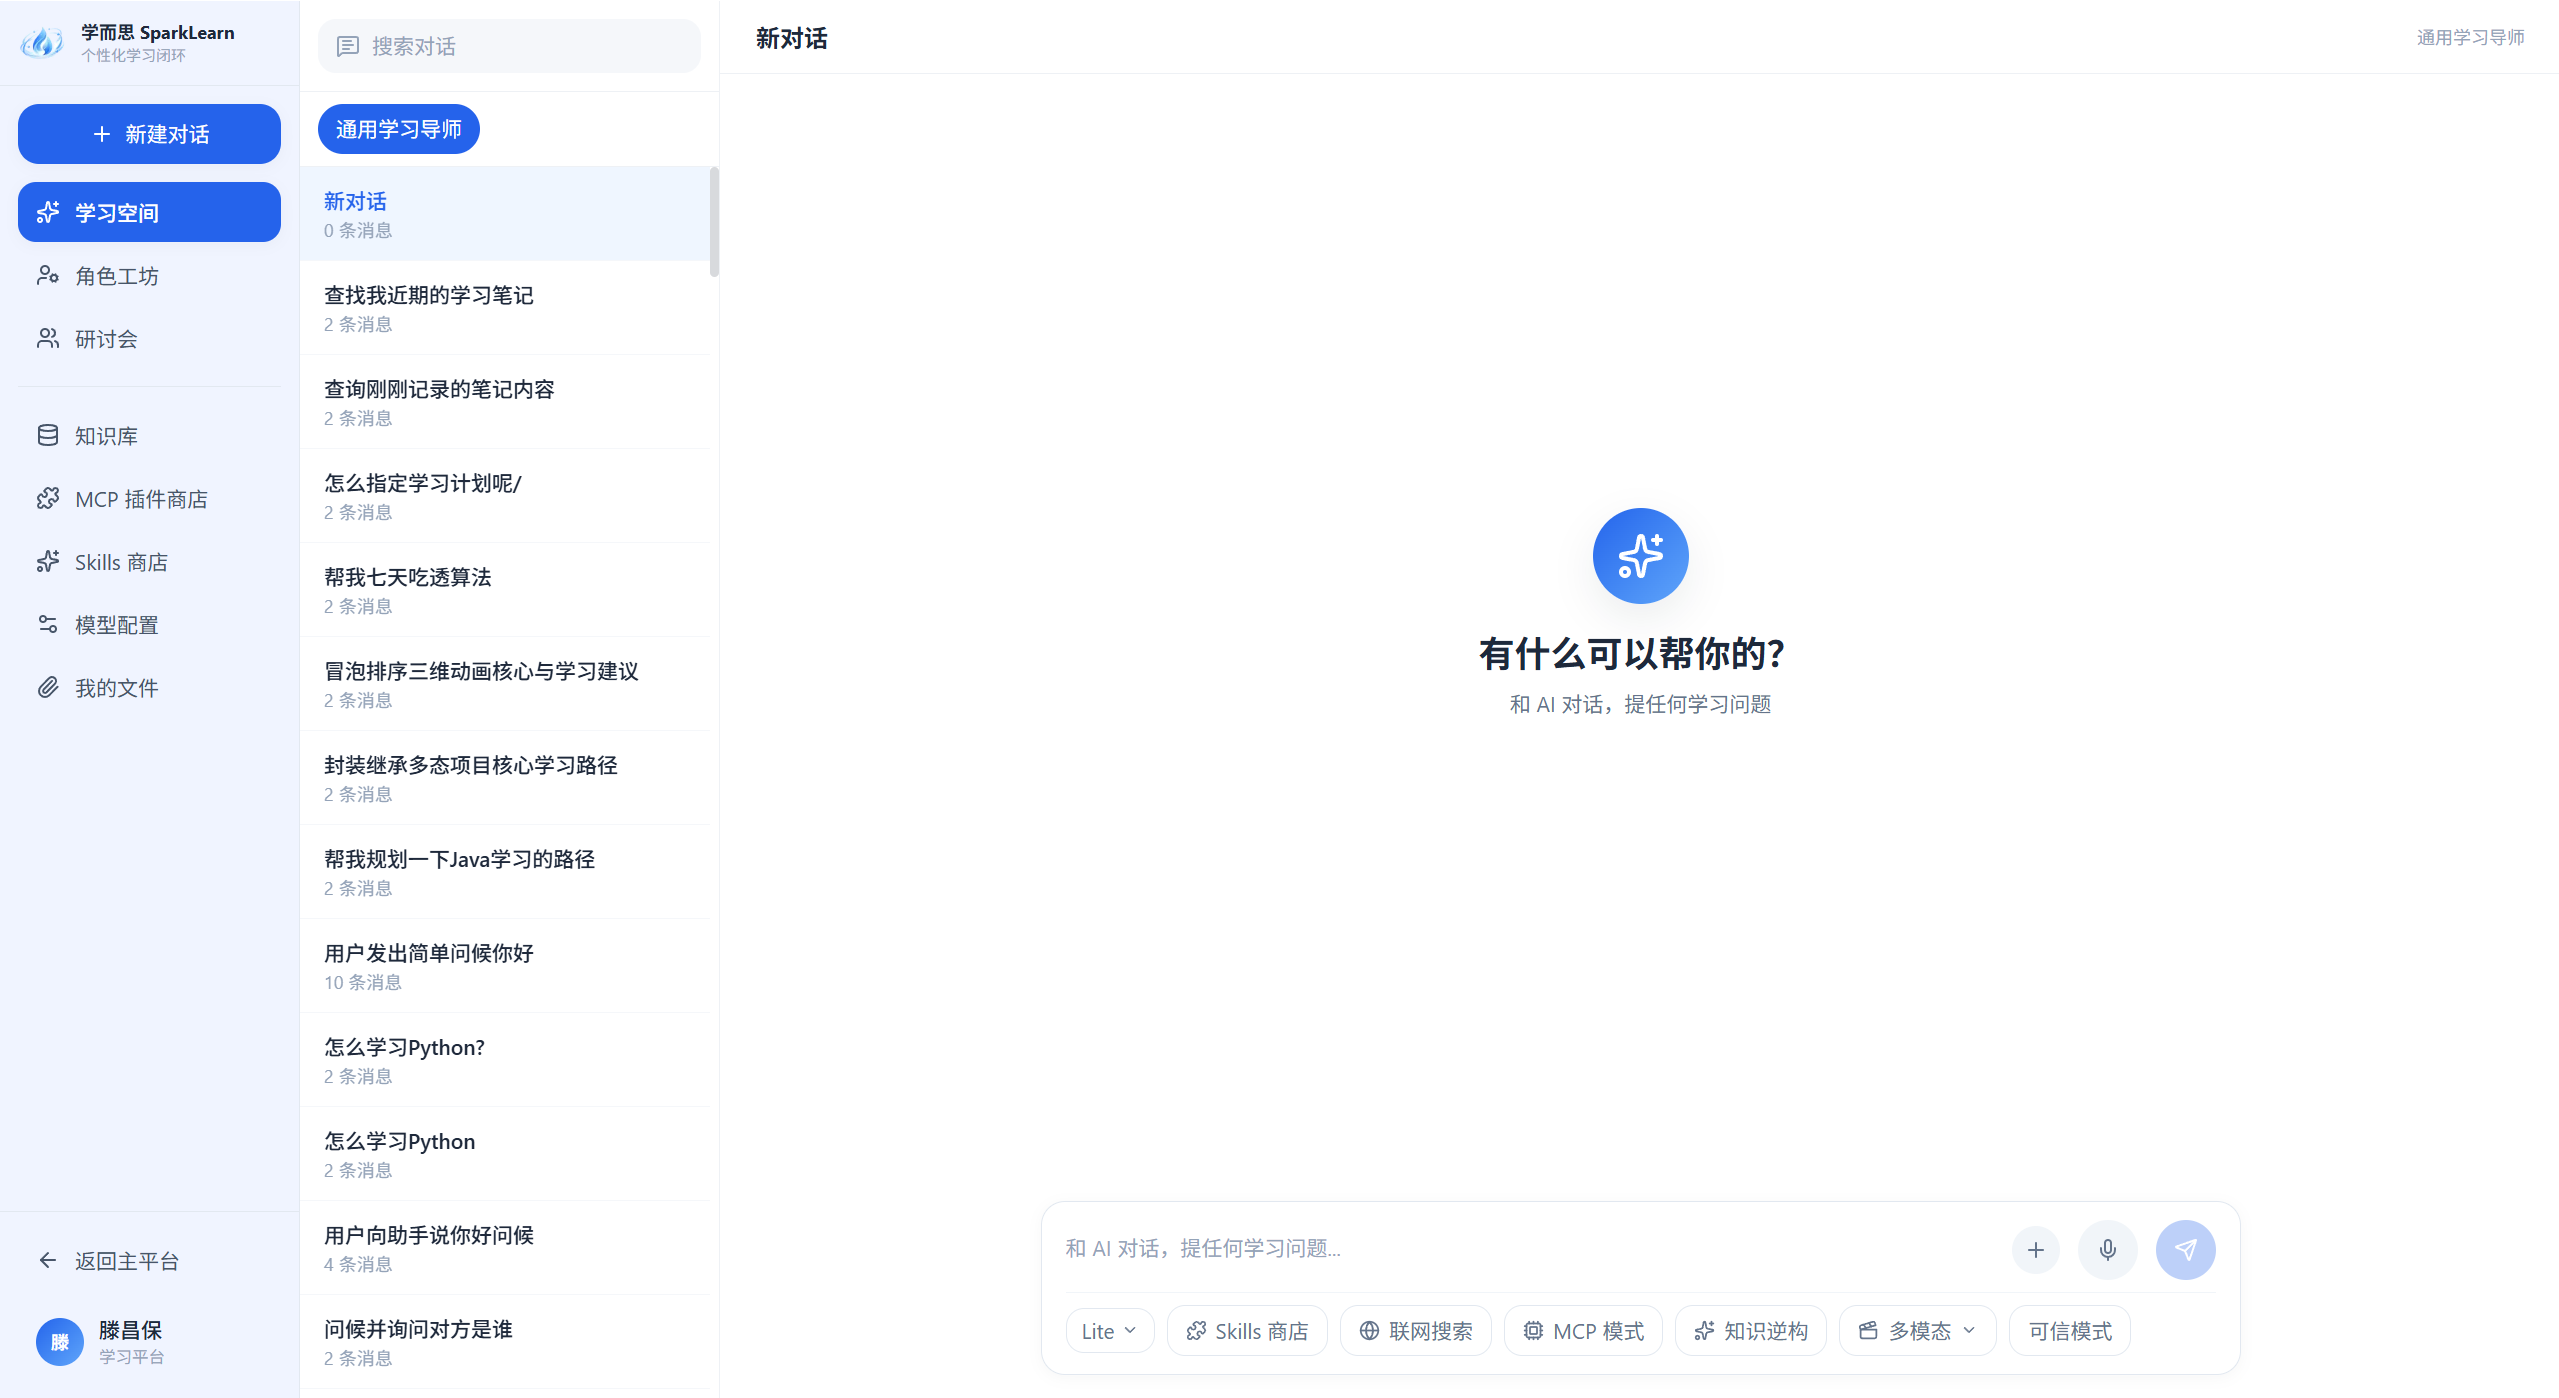 学而思 SparkLearn
个性化学习闭环
新建对话
学习空间
角色工坊
研讨会
知识库
MCP 插件商店
Skills 商店
模型配置
我的文件
返回主平台
滕
滕昌保
学习平台
搜索对话
通用学习导师
新对话
0 条消息
查找我近期的学习笔记
2 条消息
查询刚刚记录的笔记内容
2 条消息
怎么指定学习计划呢/
2 条消息
帮我七天吃透算法
2 条消息
冒泡排序三维动画核心与学习建议
2 条消息
封装继承多态项目核心学习路径
2 条消息
帮我规划一下Java学习的路径
2 条消息
用户发出简单问候你好
10 条消息
怎么学习Python?
2 条消息
怎么学习Python
2 条消息
用户向助手说你好问候
4 条消息
问候并询问对方是谁
2 条消息
新对话
通用学习导师
有什么可以帮你的？
和 AI 对话，提任何学习问题
和 AI 对话，提任何学习问题...
Lite
Skills 商店
联网搜索
MCP 模式
知识逆构
多模态
可信模式